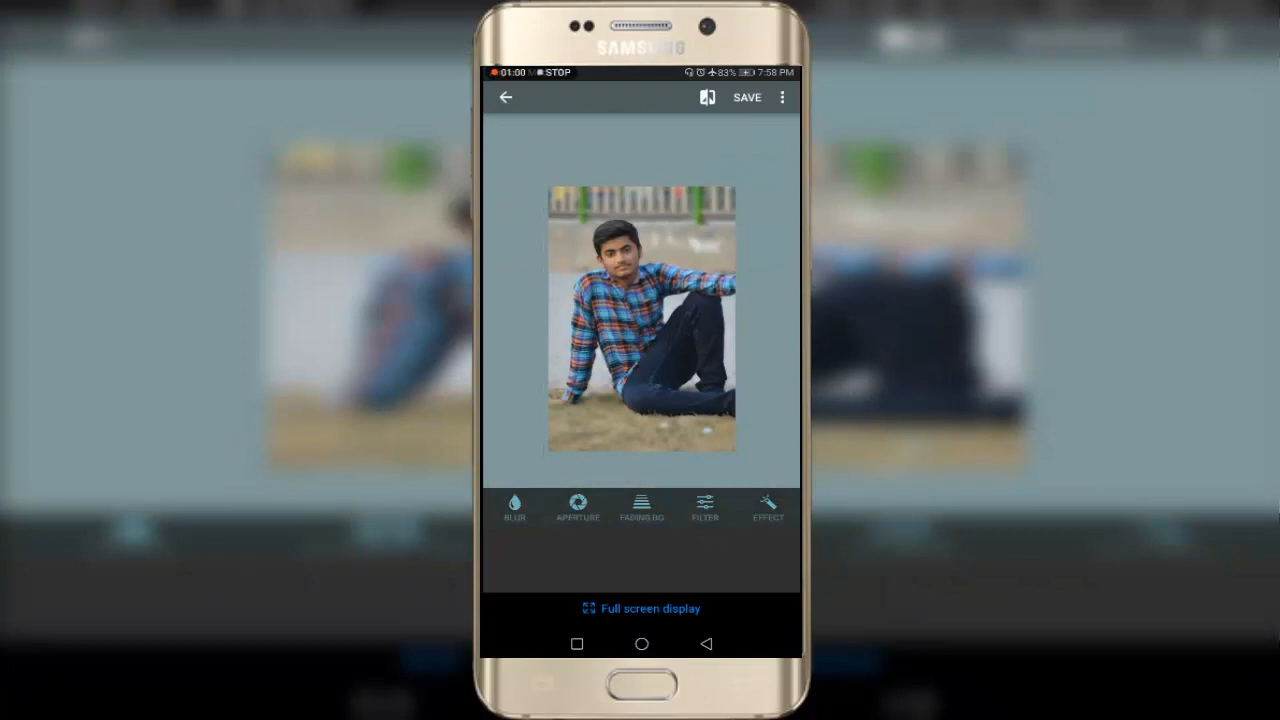 SAMSUNG
01:00 STOP 83% 7:58 PM
SAVE
BLUR APERTURE FADING BG FILTER EFFECT
Full screen display